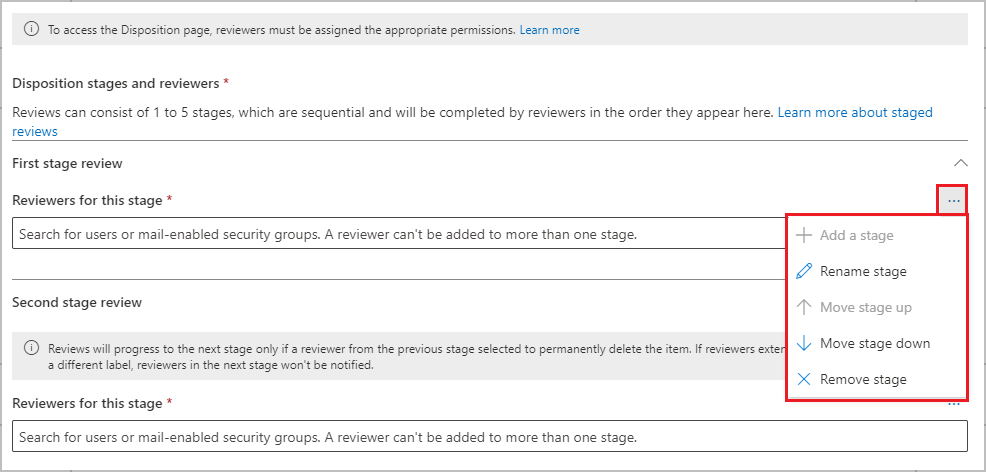 To access the Disposition page, reviewers must be assigned the appropriate permissions. Learn more
Disposition stages and reviewers *
Reviews can consist of 1 to 5 stages, which are sequential and will be completed by reviewers in the order they appear here. Learn more about staged
reviews
First stage review
Reviewers for this stage *
...
Search for users or mail-enabled security groups. A reviewer can't be added to more than one stage.
Add a stage
Rename stage
Move stage up
Move stage down
Remove stage
Second stage review
Reviews will progress to the next stage only if a reviewer from the previous stage selected to permanently delete the item. If reviewers
a different label, reviewers in the next stage won't be notified.
Reviewers for this stage *
...
Search for users or mail-enabled security groups. A reviewer can't be added to more than one stage.